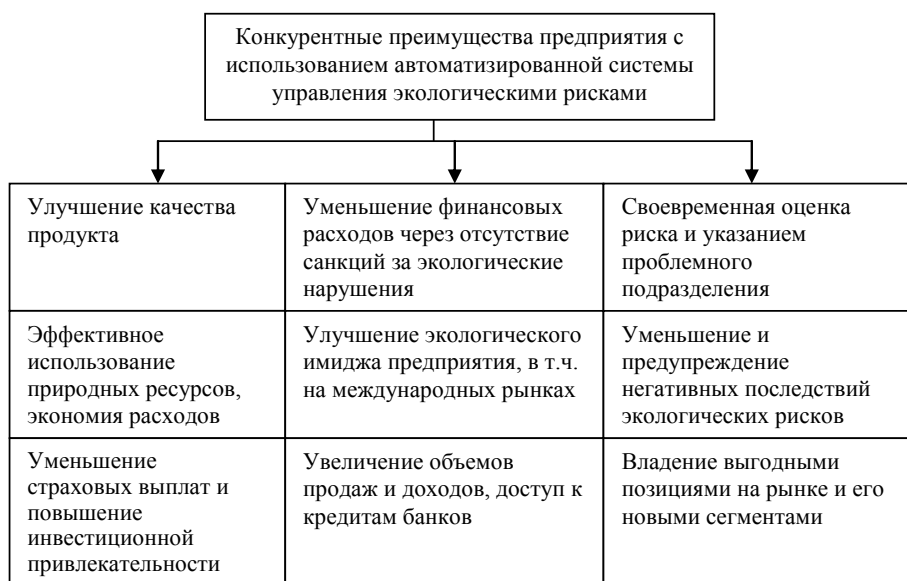 Конкурентные преимущества предприятия с
использованием автоматизированной системы
управления экологическими рисками
Улучшение качества
продукта
Уменьшение финансовых
расходов через отсутствие
санкций за экологические
нарушения
Своевременная оценка
риска и указанием
проблемного
подразделения
Эффективное
использование
природных ресурсов,
экономия расходов
Улучшение экологического
имиджа предприятия, в т.ч.
на международных рынках
Уменьшение и
предупреждение
негативных последствий
экологических рисков
Уменьшение
страховых выплат и
повышение
инвестиционной
привлекательности
Увеличение объемов
продаж и доходов, доступ к
кредитам банков
Владение выгодными
позициями на рынке и его
новыми сегментами